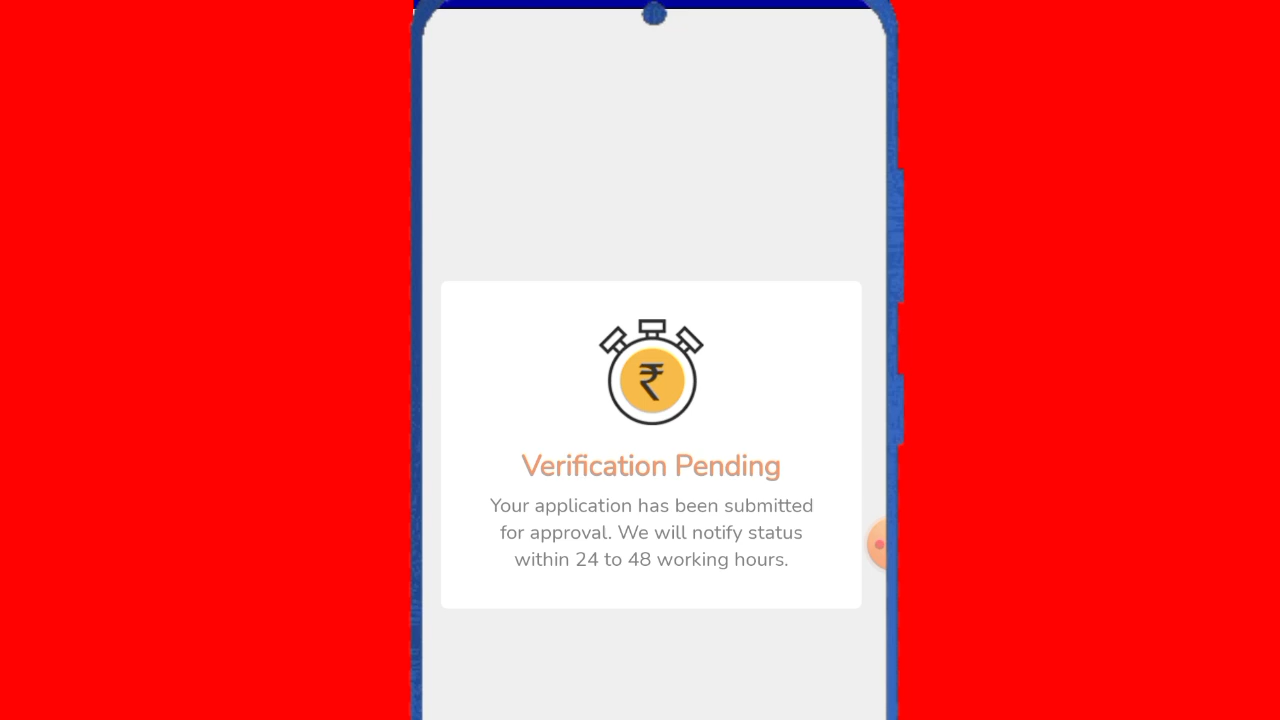 ₹
Verification Pending
Your application has been submitted
for approval. We will notify status
within 24 to 48 working hours.